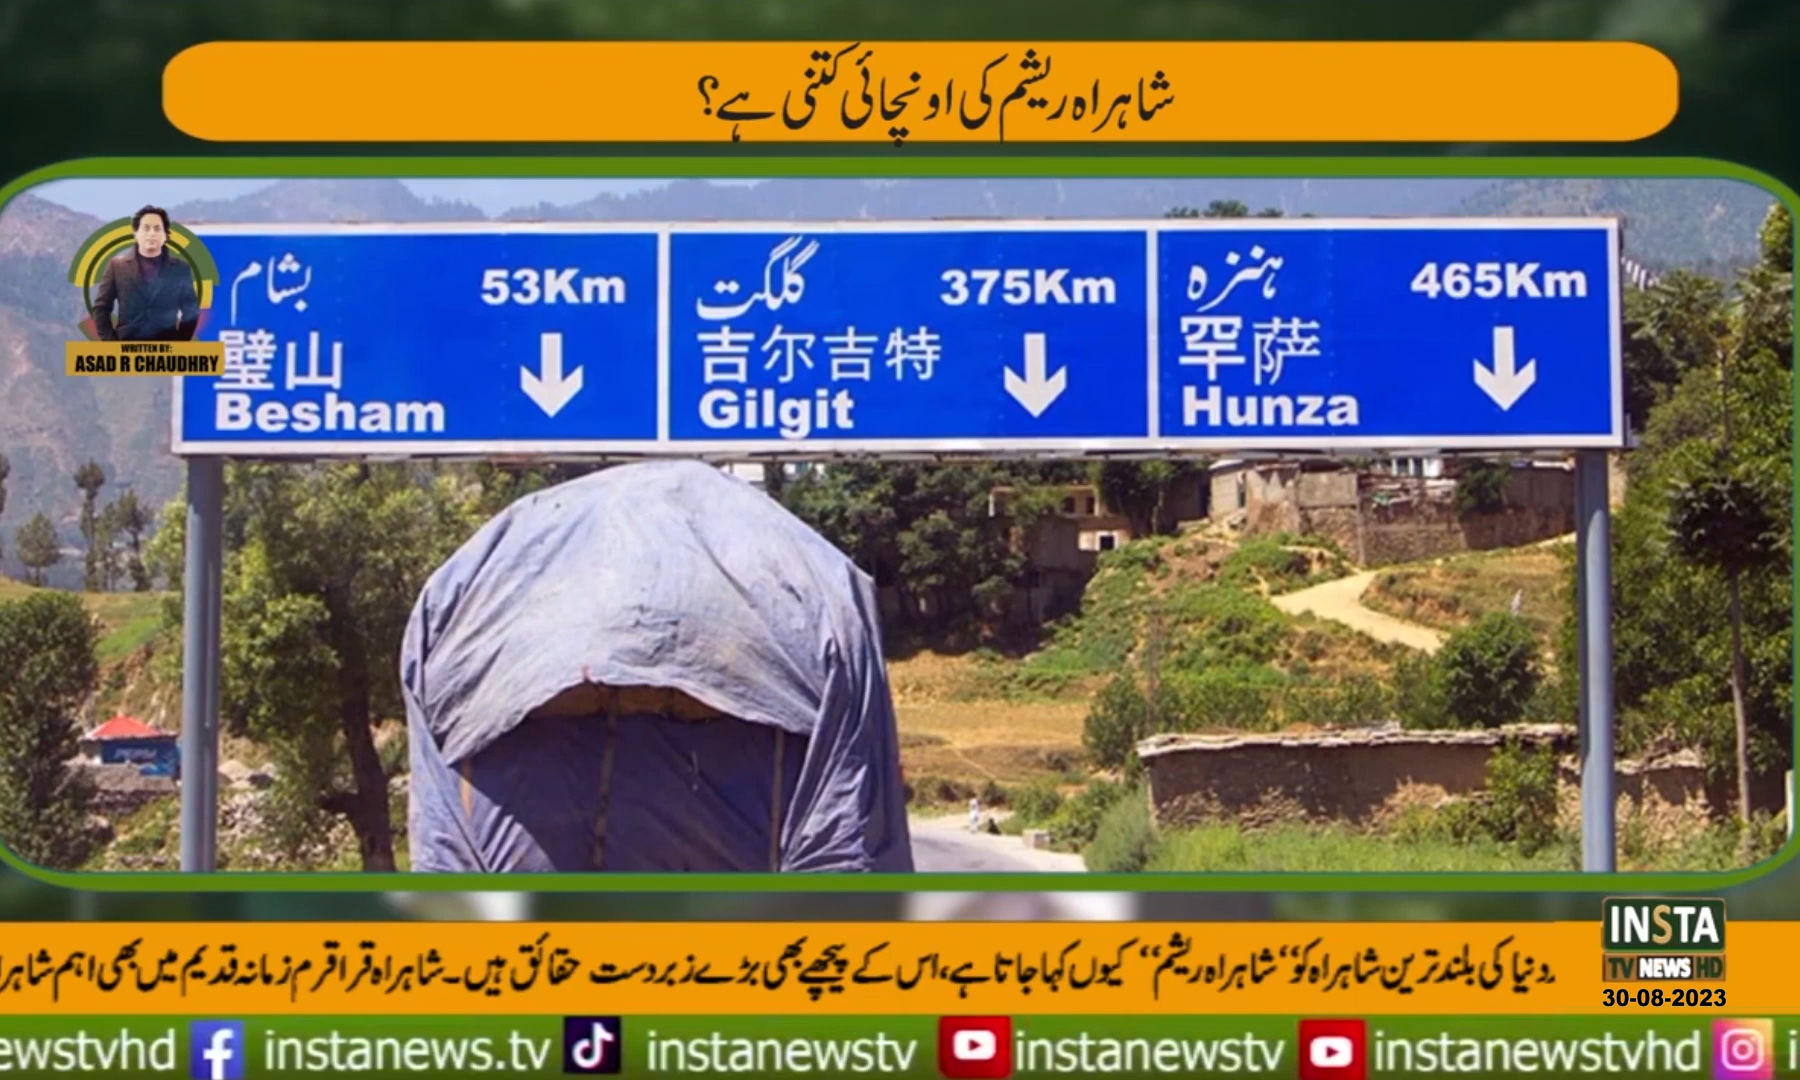 شاہراہ ریشم کی اونچائی کتنی ہے؟
بشام
53Km
璧山
Besham
گلگت
375Km
吉尔吉特
Gilgit
ہنزہ
465Km
罕萨
Hunza
WRITTEN BY:
ASAD R CHAUDHRY
دنیا کی بلند ترین شاہراہ کو ‘‘شاہراہ ریشم’’ کیوں کہا جاتا ہے، اس کے پیچھے بھی بڑے زبردست حقائق ہیں۔ شاہراہ قراقرم زمانہ قدیم میں بھی اہم شاہرا
INSTA
TV NEWS HD
30-08-2023
ewstvhd instanews.tv instanewstv instanewstv instanewstvhd i